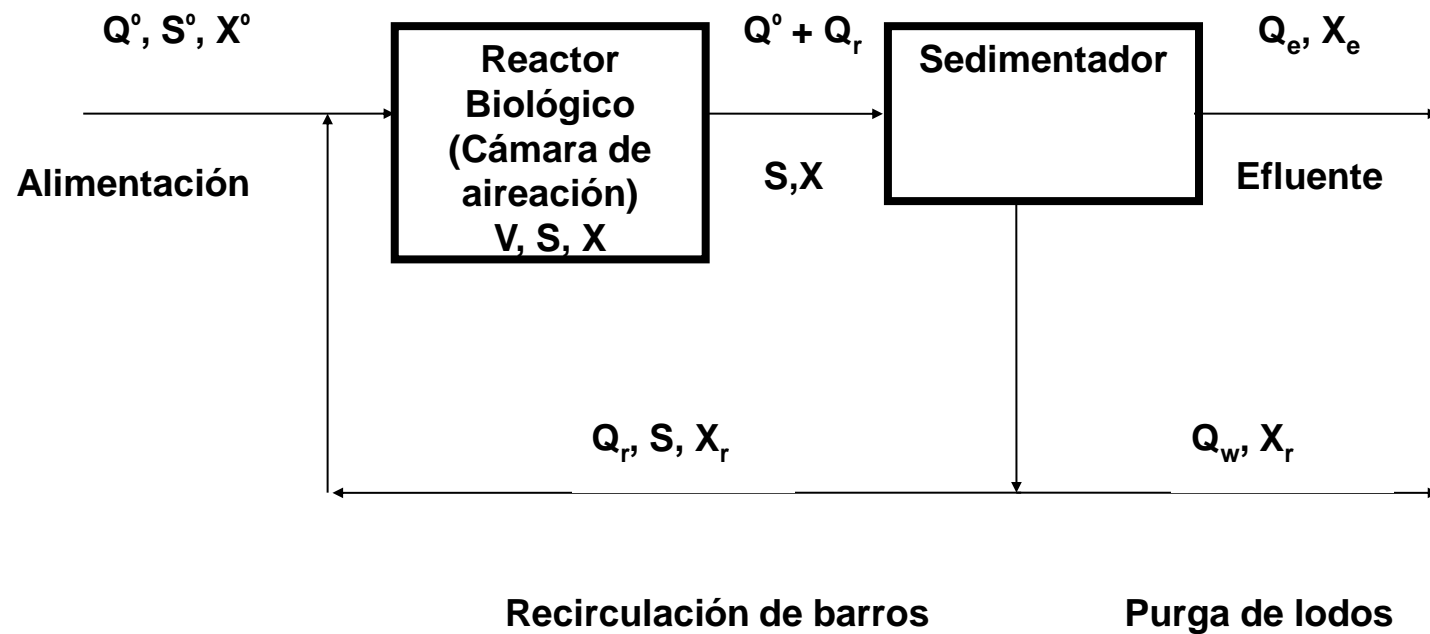 Qº, Sº, Xº
Qº + Qr
Qe, Xe
Reactor
Biológico
(Cámara de
aireación)
V, S, X
Sedimentador
Alimentación
S,X
Efluente
Qr, S, Xr
Qw, Xr
Recirculación de barros
Purga de lodos